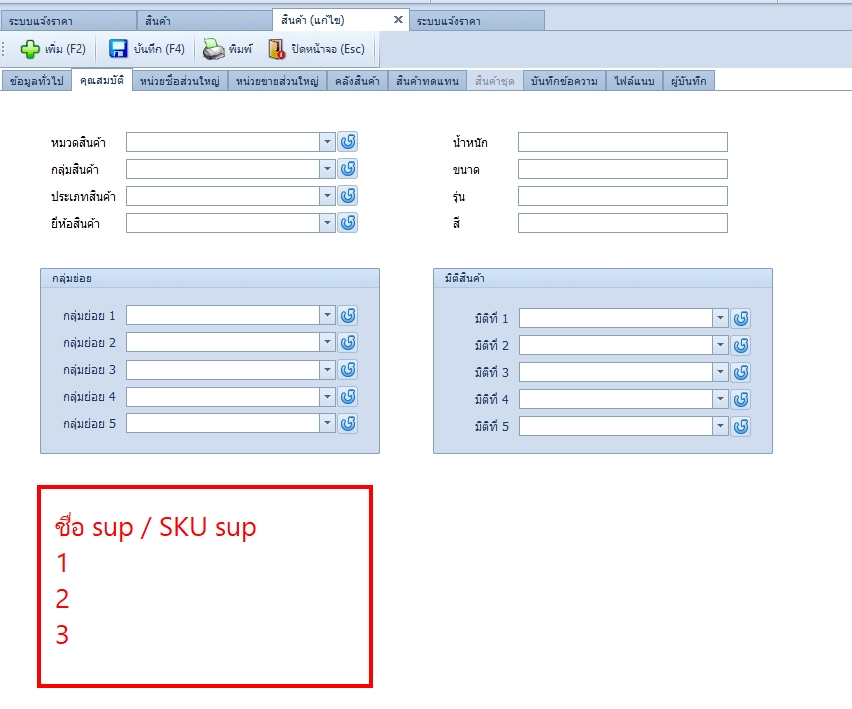 ระบบแจ้งราคา สินค้า สินค้า (แก้ไข) ระบบแจ้งราคา
เพิ่ม (F2) บันทึก (F4) พิมพ์ ปิดหน้าจอ (Esc)
ข้อมูลทั่วไป คุณสมบัติ หน่วยซื้อส่วนใหญ่ หน่วยขายส่วนใหญ่ คลังสินค้า สินค้าทดแทน สินค้าชุด บันทึกข้อความ ไฟล์แนบ ผู้บันทึก
หมวดสินค้า น้ำหนัก
กลุ่มสินค้า ขนาด
ประเภทสินค้า รุ่น
ยี่ห้อสินค้า สี
กลุ่มย่อย
กลุ่มย่อย 1
กลุ่มย่อย 2
กลุ่มย่อย 3
กลุ่มย่อย 4
กลุ่มย่อย 5
มิติสินค้า
มิติที่ 1
มิติที่ 2
มิติที่ 3
มิติที่ 4
มิติที่ 5
ชื่อ sup / SKU sup
1
2
3